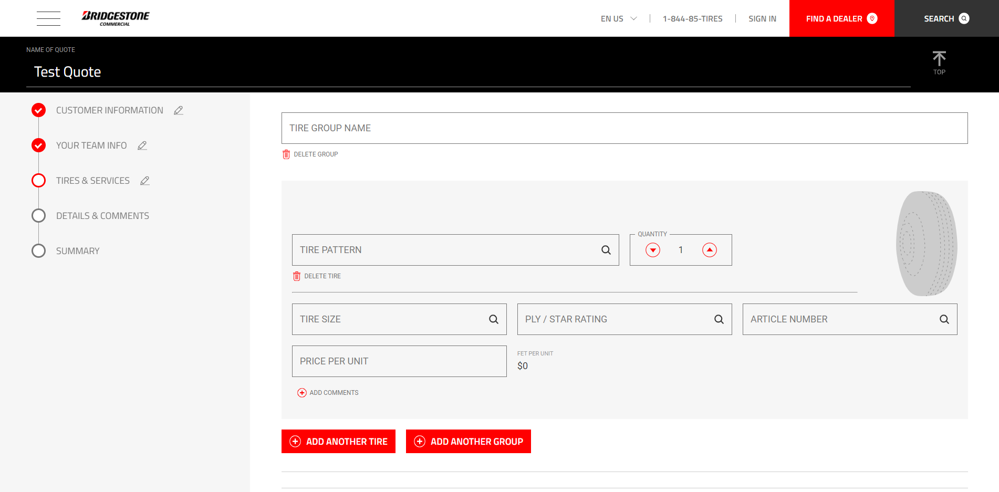 BRIDGESTONE
COMMERCIAL
EN US
1-844-85-TIRES
SIGN IN
FIND A DEALER
SEARCH
NAME OF QUOTE
Test Quote
TOP
CUSTOMER INFORMATION
YOUR TEAM INFO
TIRES & SERVICES
DETAILS & COMMENTS
SUMMARY
TIRE GROUP NAME
DELETE GROUP
TIRE PATTERN
QUANTITY
1
DELETE TIRE
TIRE SIZE
PLY / STAR RATING
ARTICLE NUMBER
PRICE PER UNIT
FET PER UNIT
$0
ADD COMMENTS
ADD ANOTHER TIRE
ADD ANOTHER GROUP